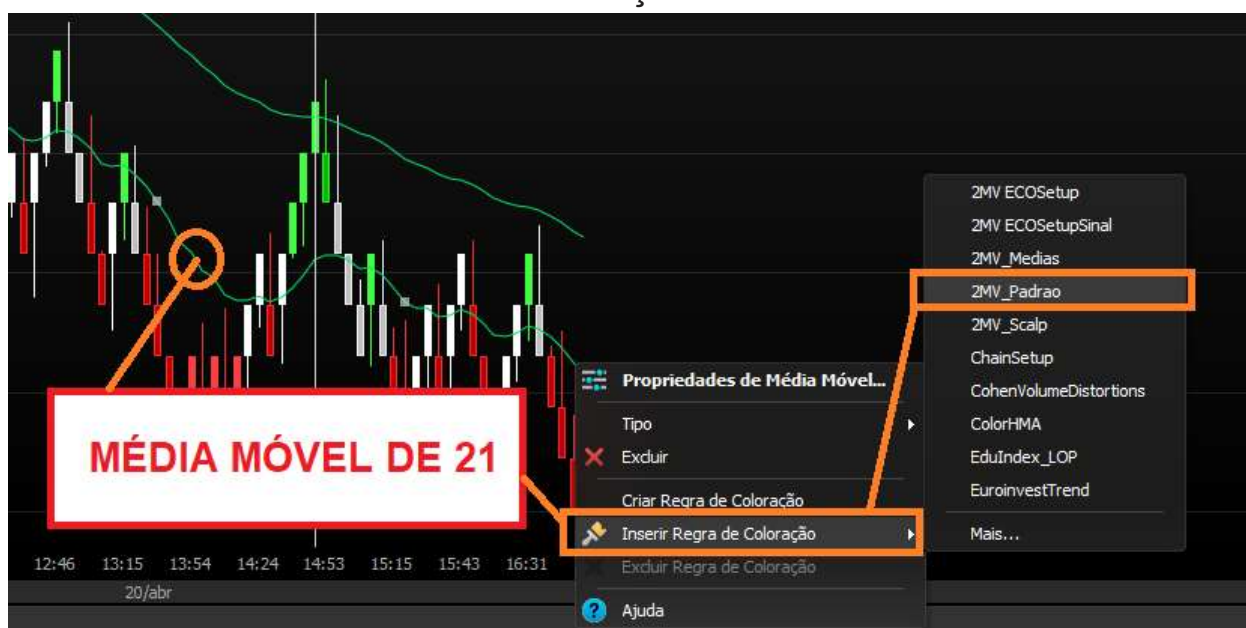 2MV ECOSetup
2MV ECOSetupSinal
2MV_Medias
2MV_Padrao
2MV_Scalp
ChainSetup
CohenVolumeDistortions
ColorHMA
EduIndex_LOP
EuroinvestTrend
Mais...
Propriedades de Média Móvel...
Tipo
Excluir
Criar Regra de Coloração
Inserir Regra de Coloração
Excluir Regra de Coloração
Ajuda
MÉDIA MÓVEL DE 21
12:46 13:15 13:54 14:24 14:53 15:15 15:43 16:31
20/abr